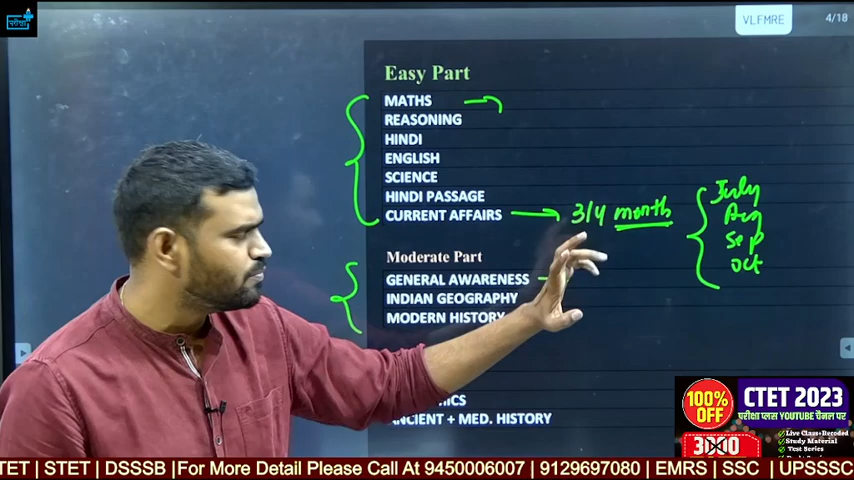 परीक्षा
VLFMRE
4/18
Easy Part
MATHS
REASONING
HINDI
ENGLISH
SCIENCE
HINDI PASSAGE
CURRENT AFFAIRS
3/4 month
July
Aug
Sep
Oct
Moderate Part
GENERAL AWARENESS
INDIAN GEOGRAPHY
MODERN HISTORY
ANCIENT + MED. HISTORY
100%
OFF
CTET 2023
परीक्षा प्लस YOUTUBE चैनल पर
Live Class+Recoded
Study Material
Test Series
TET | STET | DSSSB |For More Detail Please Call At 9450006007 | 9129697080 | EMRS | SSC | UPSSSC